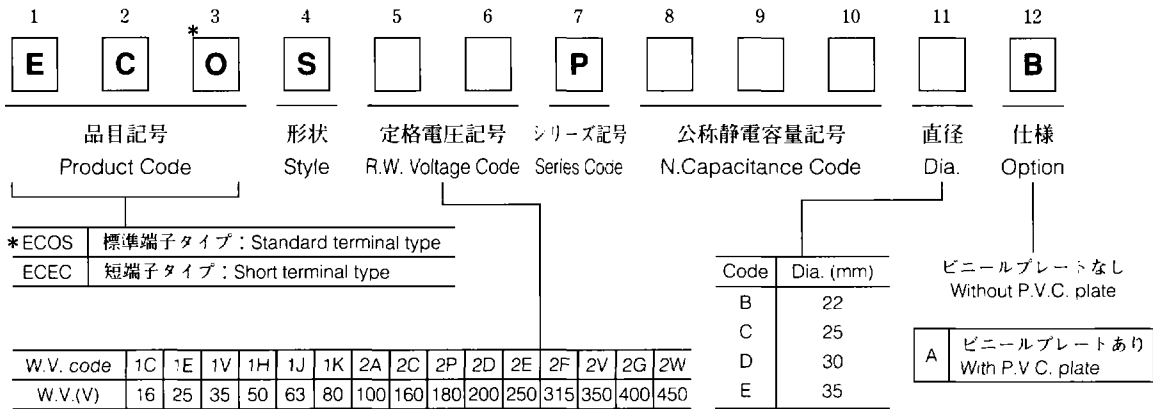 1 2 3 4 5 6 7 8 9 10 11 12
E C *O S P B
品目記号 形状 定格電圧記号 シリーズ記号 公称静電容量記号 直径 仕様
Product Code Style R.W. Voltage Code Series Code N.Capacitance Code Dia. Option
*ECOS 標準端子タイプ：Standard terminal type
ECEC 短端子タイプ：Short terminal type
Code Dia. (mm)
B 22
C 25
D 30
E 35
ビニールプレートなし
Without P.V.C. plate
A ビニールプレートあり
With P.V.C. plate
W.V. code 1C 1E 1V 1H 1J 1K 2A 2C 2P 2D 2E 2F 2V 2G 2W
W.V.(V) 16 25 35 50 63 80 100 160 180 200 250 315 350 400 450